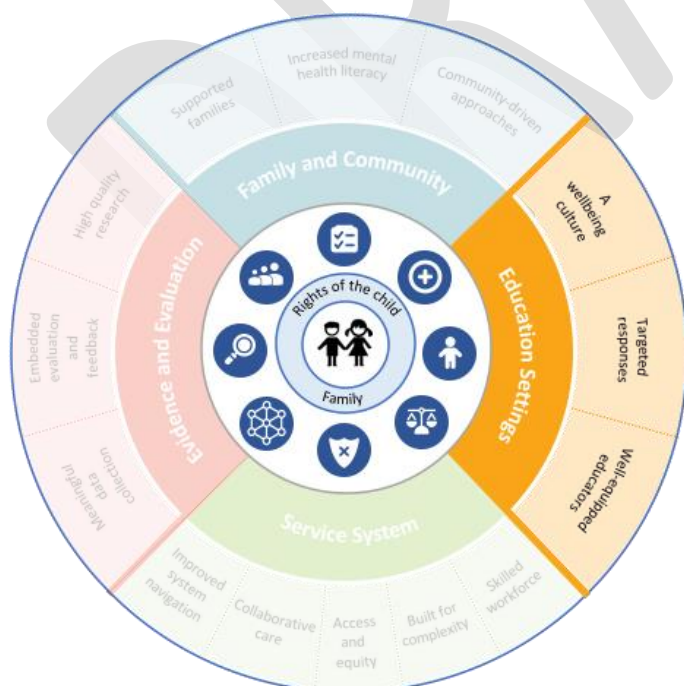 Supported
families
Increased mental
health literacy
Community-driven
approaches
Family and Community
A
wellbeing
culture
Targeted
responses
Well-equipped
educators
Education Settings
Skilled
workforce
Built for
complexity
Access
and
equity
Collaborative
care
Improved
system
navigation
Service System
Meaningful
data
collection
Embedded
evaluation
and
feedback
High quality
research
Evidence and Evaluation
Rights of the child
Family